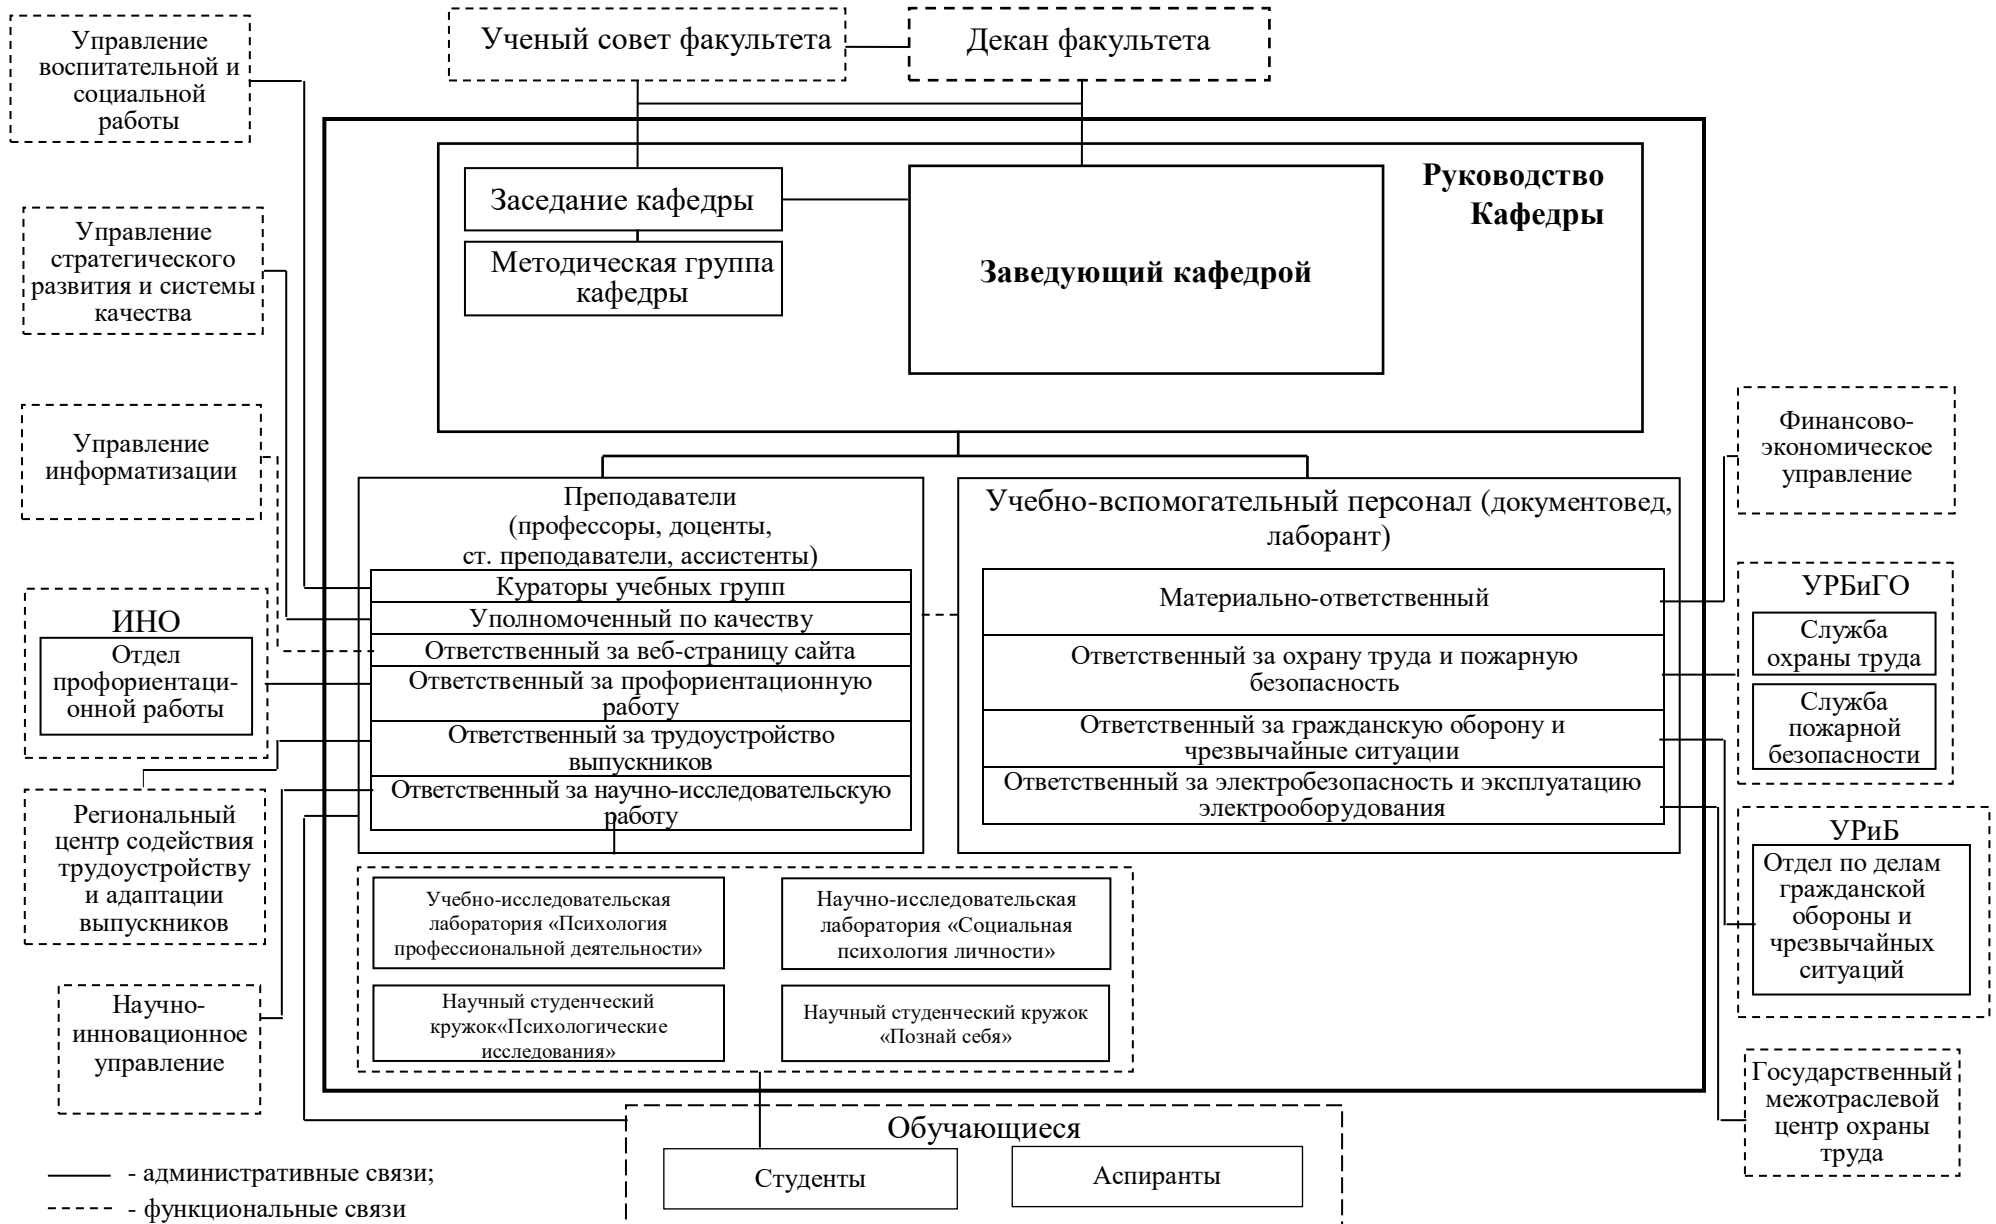 Управление
воспитательной и
социальной
работы
Ученый совет факультета
Декан факультета
Руководство
Кафедры
Заседание кафедры
Методическая группа
кафедры
Заведующий кафедрой
Управление
стратегического
развития и системы
качества
Управление
информатизации
ИНО
Отдел
профориентаци-
онной работы
Региональный
центр содействия
трудоустройству
и адаптации
выпускников
Научно-
инновационное
управление
Преподаватели
(профессоры, доценты,
ст. преподаватели, ассистенты)
Кураторы учебных групп
Уполномоченный по качеству
Ответственный за веб-страницу сайта
Ответственный за профориентационную
работу
Ответственный за трудоустройство
выпускников
Ответственный за научно-исследовательскую
работу
Учебно-вспомогательный персонал (документовед,
лаборант)
Материально-ответственный
Ответственный за охрану труда и пожарную
безопасность
Ответственный за гражданскую оборону и
чрезвычайные ситуации
Ответственный за электробезопасность и эксплуатацию
электрооборудования
Финансово-
экономическое
управление
УРБиГО
Служба
охраны труда
Служба
пожарной
безопасности
УРиБ
Отдел по делам
гражданской
обороны и
чрезвычайных
ситуаций
Государственный
межотраслевой
центр охраны
труда
Учебно-исследовательская
лаборатория «Психология
профессиональной деятельности»
Научно-исследовательская
лаборатория «Социальная
психология личности»
Научный студенческий
кружок«Психологические
исследования»
Научный студенческий кружок
«Познай себя»
Обучающиеся
Студенты
Аспиранты
- административные связи;
- функциональные связи